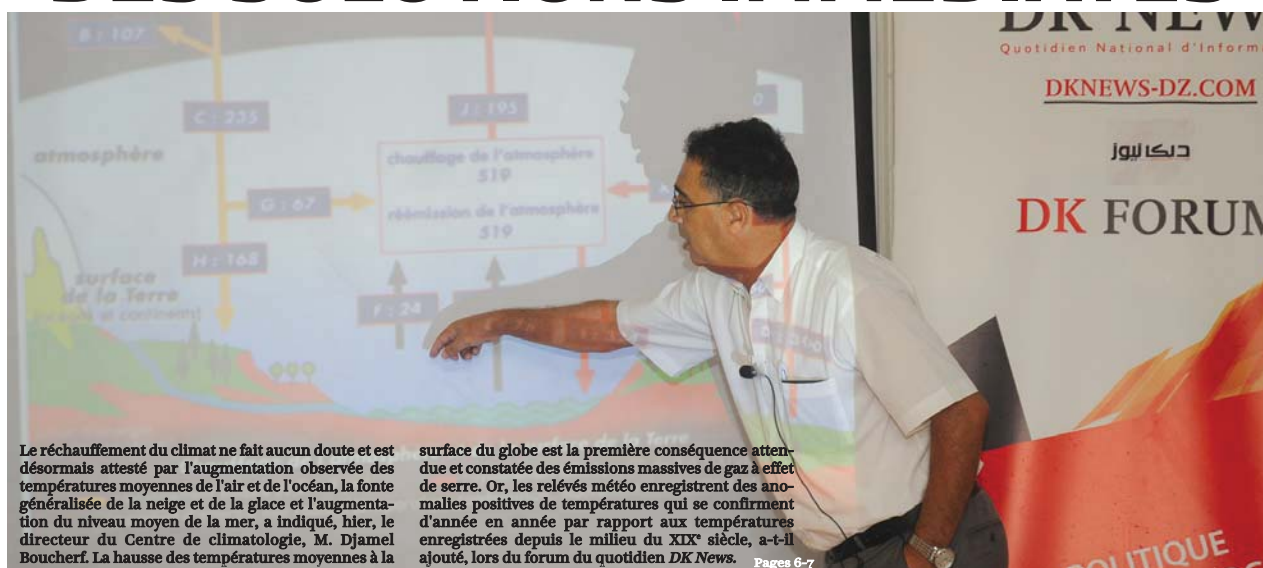 DES SOLUTIONS IMMÉDIATES
B : 107
C : 235
J : 195
atmosphère
chauffage de l'atmosphère
519
G : 67
réémission de l'atmosphère
519
H : 168
surface
de la Terre
F : 24
DK NEW
Quotidien National d'Inform
DKNEWS-DZ.COM
ديكا نيوز
DK FORUM
POLITIQUE
Le réchauffement du climat ne fait aucun doute et est
désormais attesté par l'augmentation observée des
températures moyennes de l'air et de l'océan, la fonte
généralisée de la neige et de la glace et l'augmenta-
tion du niveau moyen de la mer, a indiqué, hier, le
directeur du Centre de climatologie, M. Djamel
Boucherf. La hausse des températures moyennes à la
surface du globe est la première conséquence atten-
due et constatée des émissions massives de gaz à effet
de serre. Or, les relevés météo enregistrent des ano-
malies positives de températures qui se confirment
d'année en année par rapport aux températures
enregistrées depuis le milieu du XIXe siècle, a-t-il
ajouté, lors du forum du quotidien DK News.
Pages 6-7